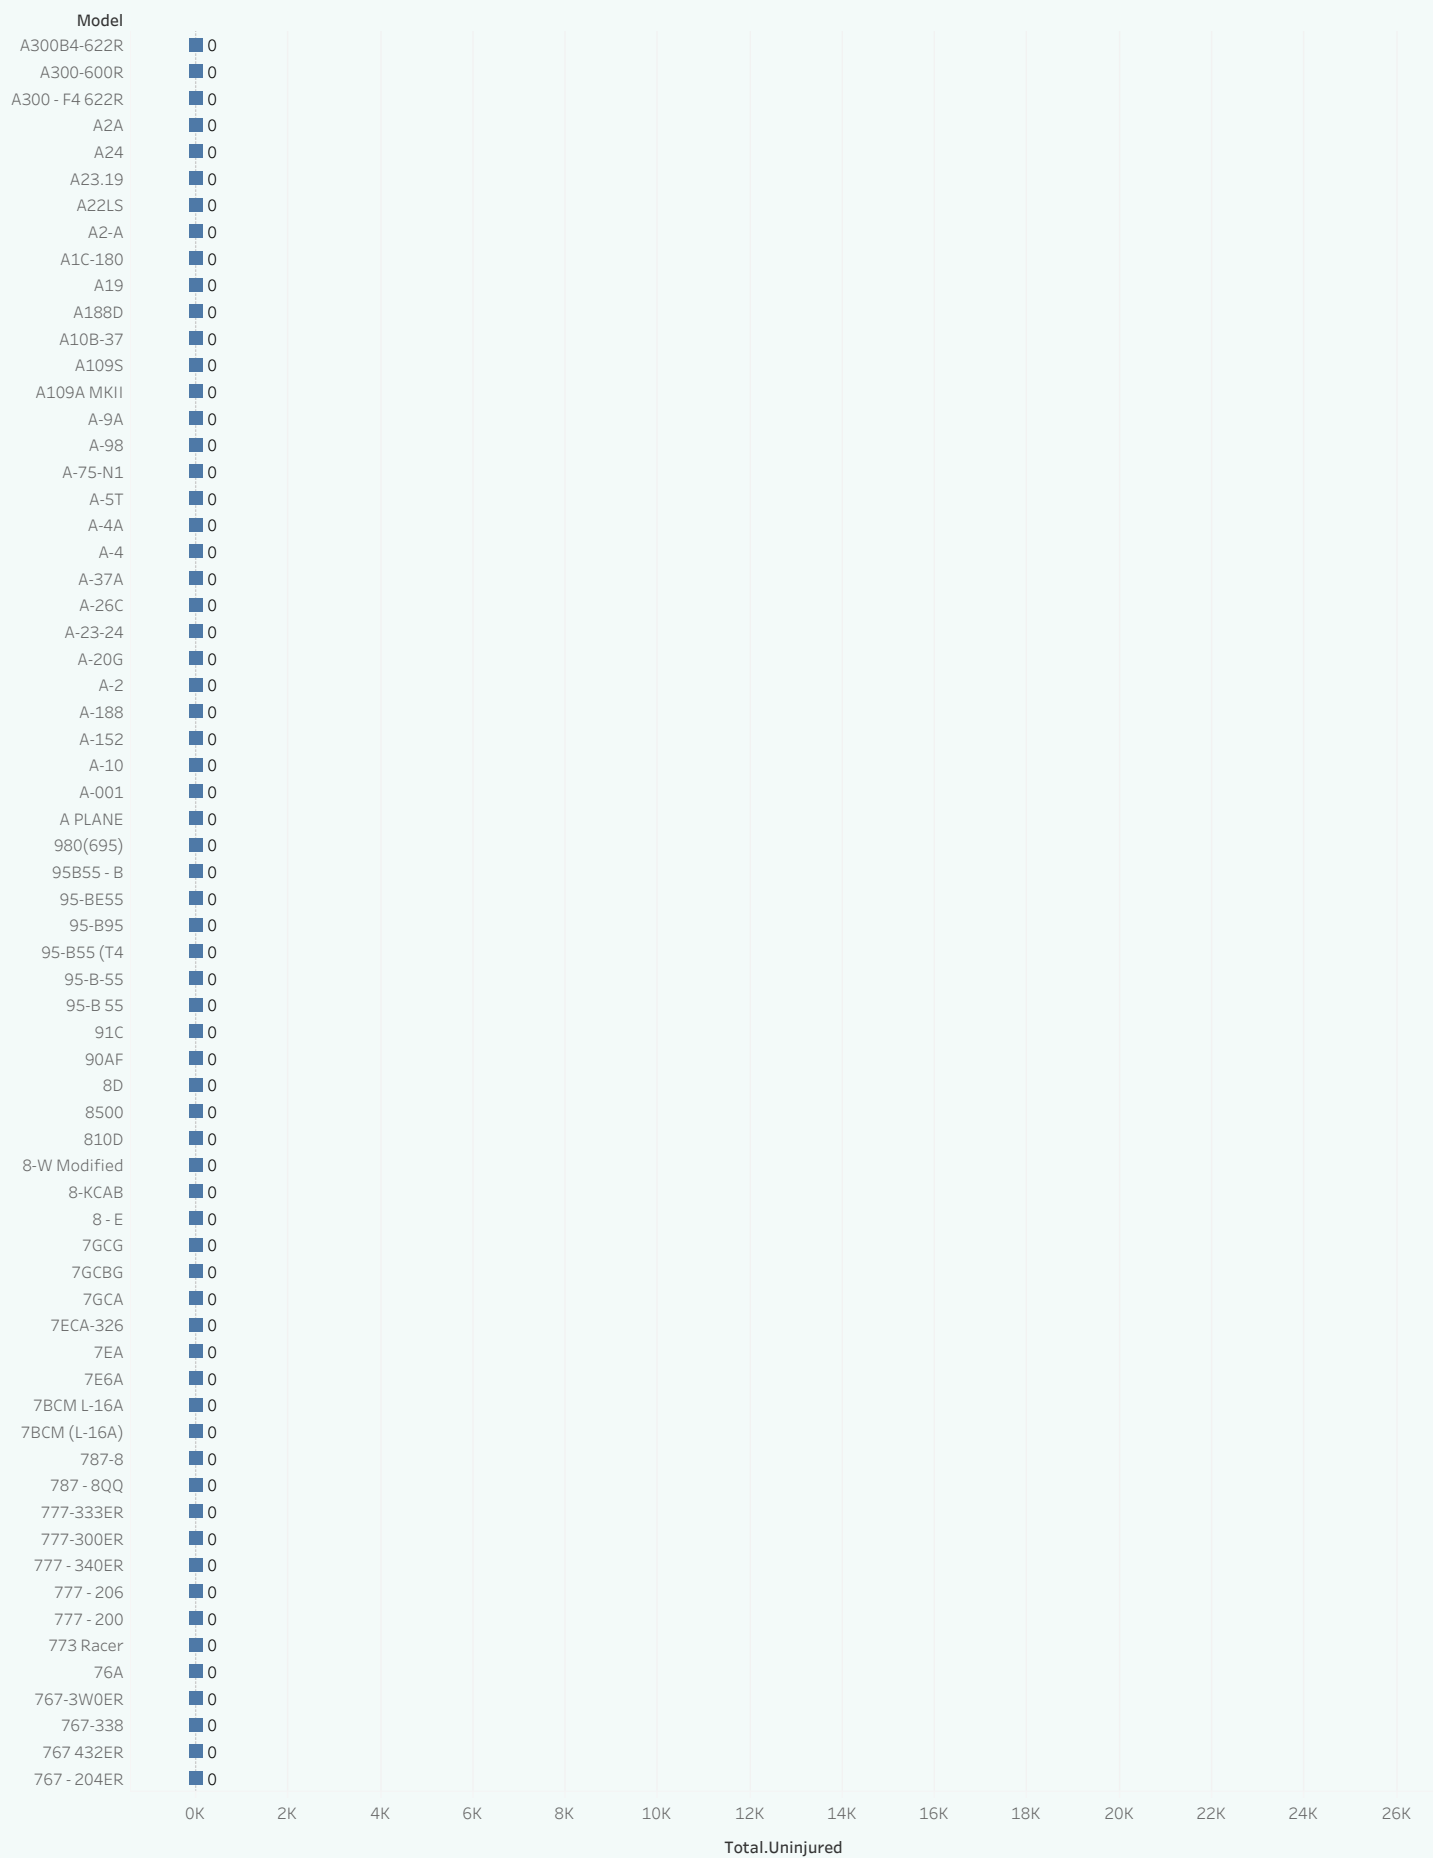 Model
A300B4-622R 0
A300-600R 0
A300 - F4 622R 0
A2A 0
A24 0
A23.19 0
A22LS 0
A2-A 0
A1C-180 0
A19 0
A188D 0
A10B-37 0
A109S 0
A109A MKII 0
A-9A 0
A-98 0
A-75-N1 0
A-5T 0
A-4A 0
A-4 0
A-37A 0
A-26C 0
A-23-24 0
A-20G 0
A-2 0
A-188 0
A-152 0
A-10 0
A-001 0
A PLANE 0
980(695) 0
95B55 - B 0
95-BE55 0
95-B95 0
95-B55 (T4 0
95-B-55 0
95-B 55 0
91C 0
90AF 0
8D 0
8500 0
810D 0
8-W Modified 0
8-KCAB 0
8 - E 0
7GCG 0
7GCBG 0
7GCA 0
7ECA-326 0
7EA 0
7E6A 0
7BCM L-16A 0
7BCM (L-16A) 0
787-8 0
787 - 8QQ 0
777-333ER 0
777-300ER 0
777 - 340ER 0
777 - 206 0
777 - 200 0
773 Racer 0
76A 0
767-3W0ER 0
767-338 0
767 432ER 0
767 - 204ER 0
0K 2K 4K 6K 8K 10K 12K 14K 16K 18K 20K 22K 24K 26K
Total.Uninjured